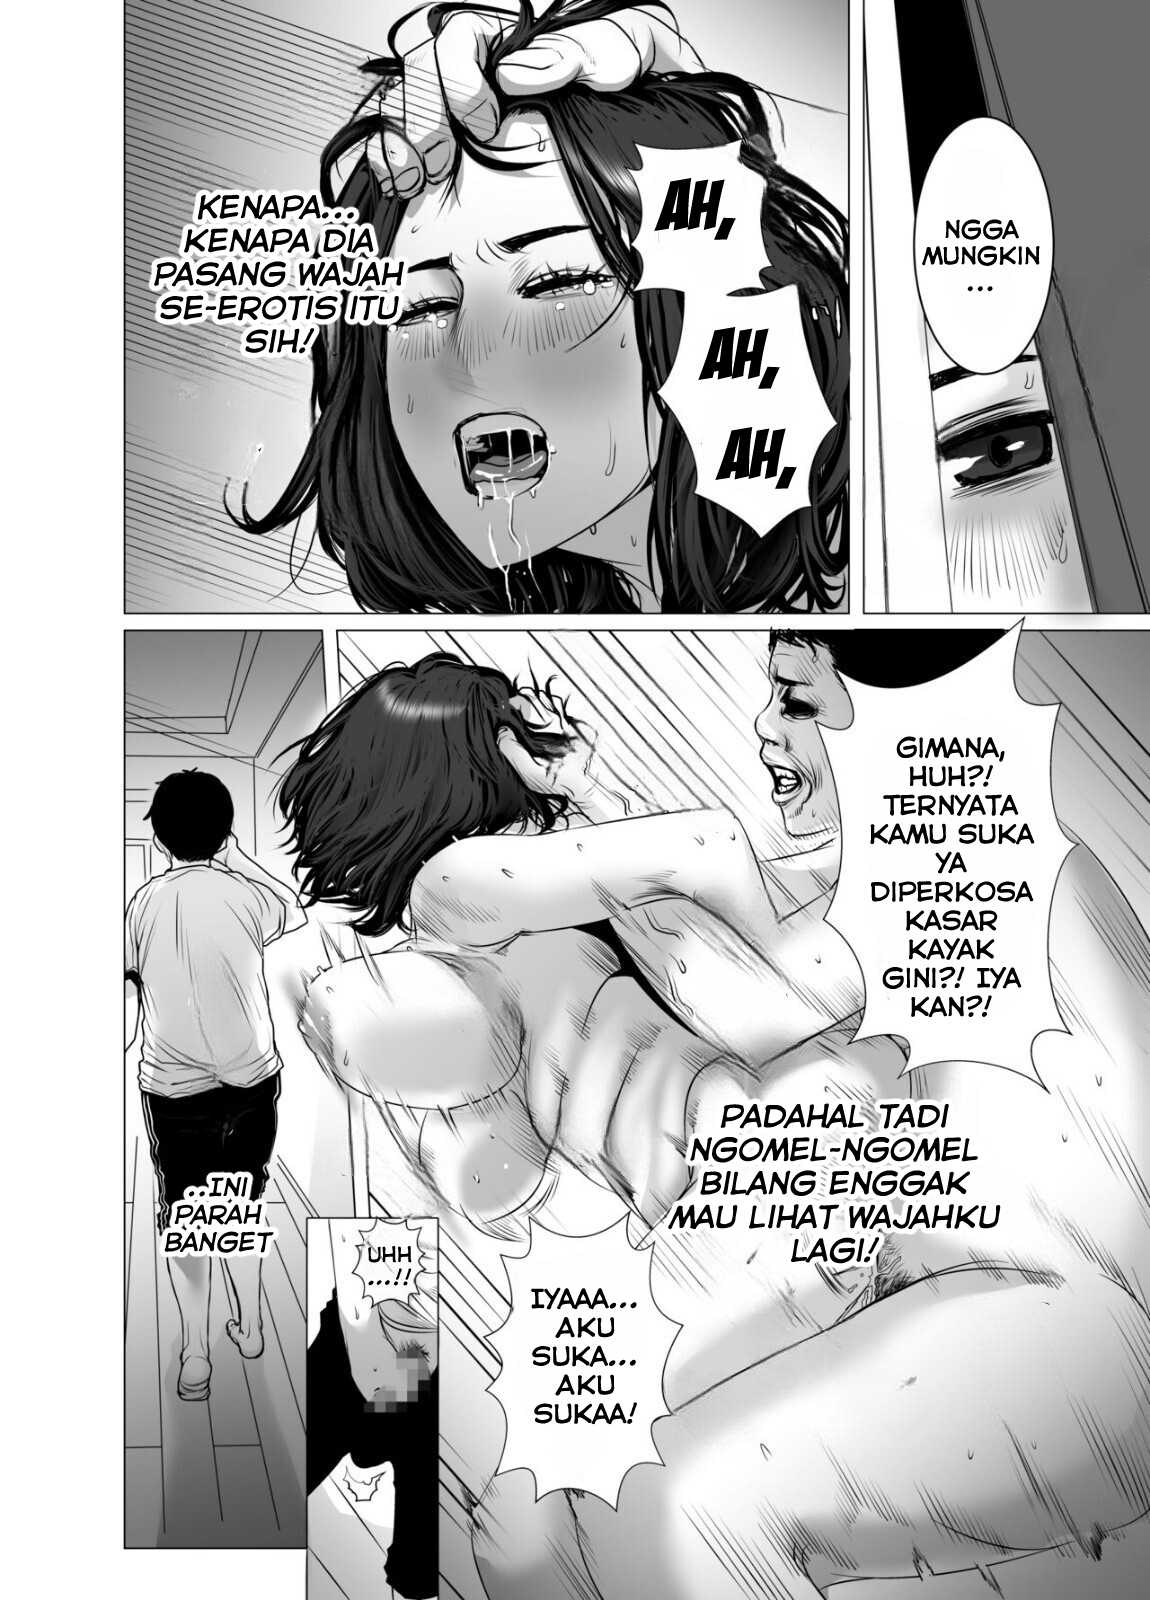 NGGA
MUNGKIN
...
AH,
AH,
AH,
KENAPA...
KENAPA DIA
PASANG WAJAH
SE-EROTIS ITU
SIH!
GIMANA,
HUH?!
TERNYATA
KAMU SUKA
YA
DIPERKOSA
KASAR
KAYAK
GINI?! IYA
KAN?!
PADAHAL TADI
NGOMEL-NGOMEL
BILANG ENGGAK
MAU LIHAT WAJAHKU
LAGI!
IYAAA...
AKU
SUKA...
AKU
SUKAA!
UHH
...!!
..INI
PARAH
BANGET